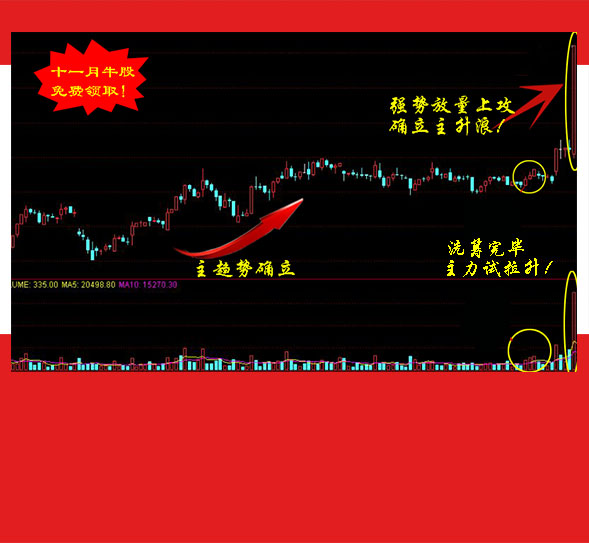 十一月牛股
免费领取!
强势放量上攻
确立主升浪!
主趋势确立
洗筹完毕
主力试拉升!
LUME: 335.00 MA5: 20498.80 MA10: 15270.30